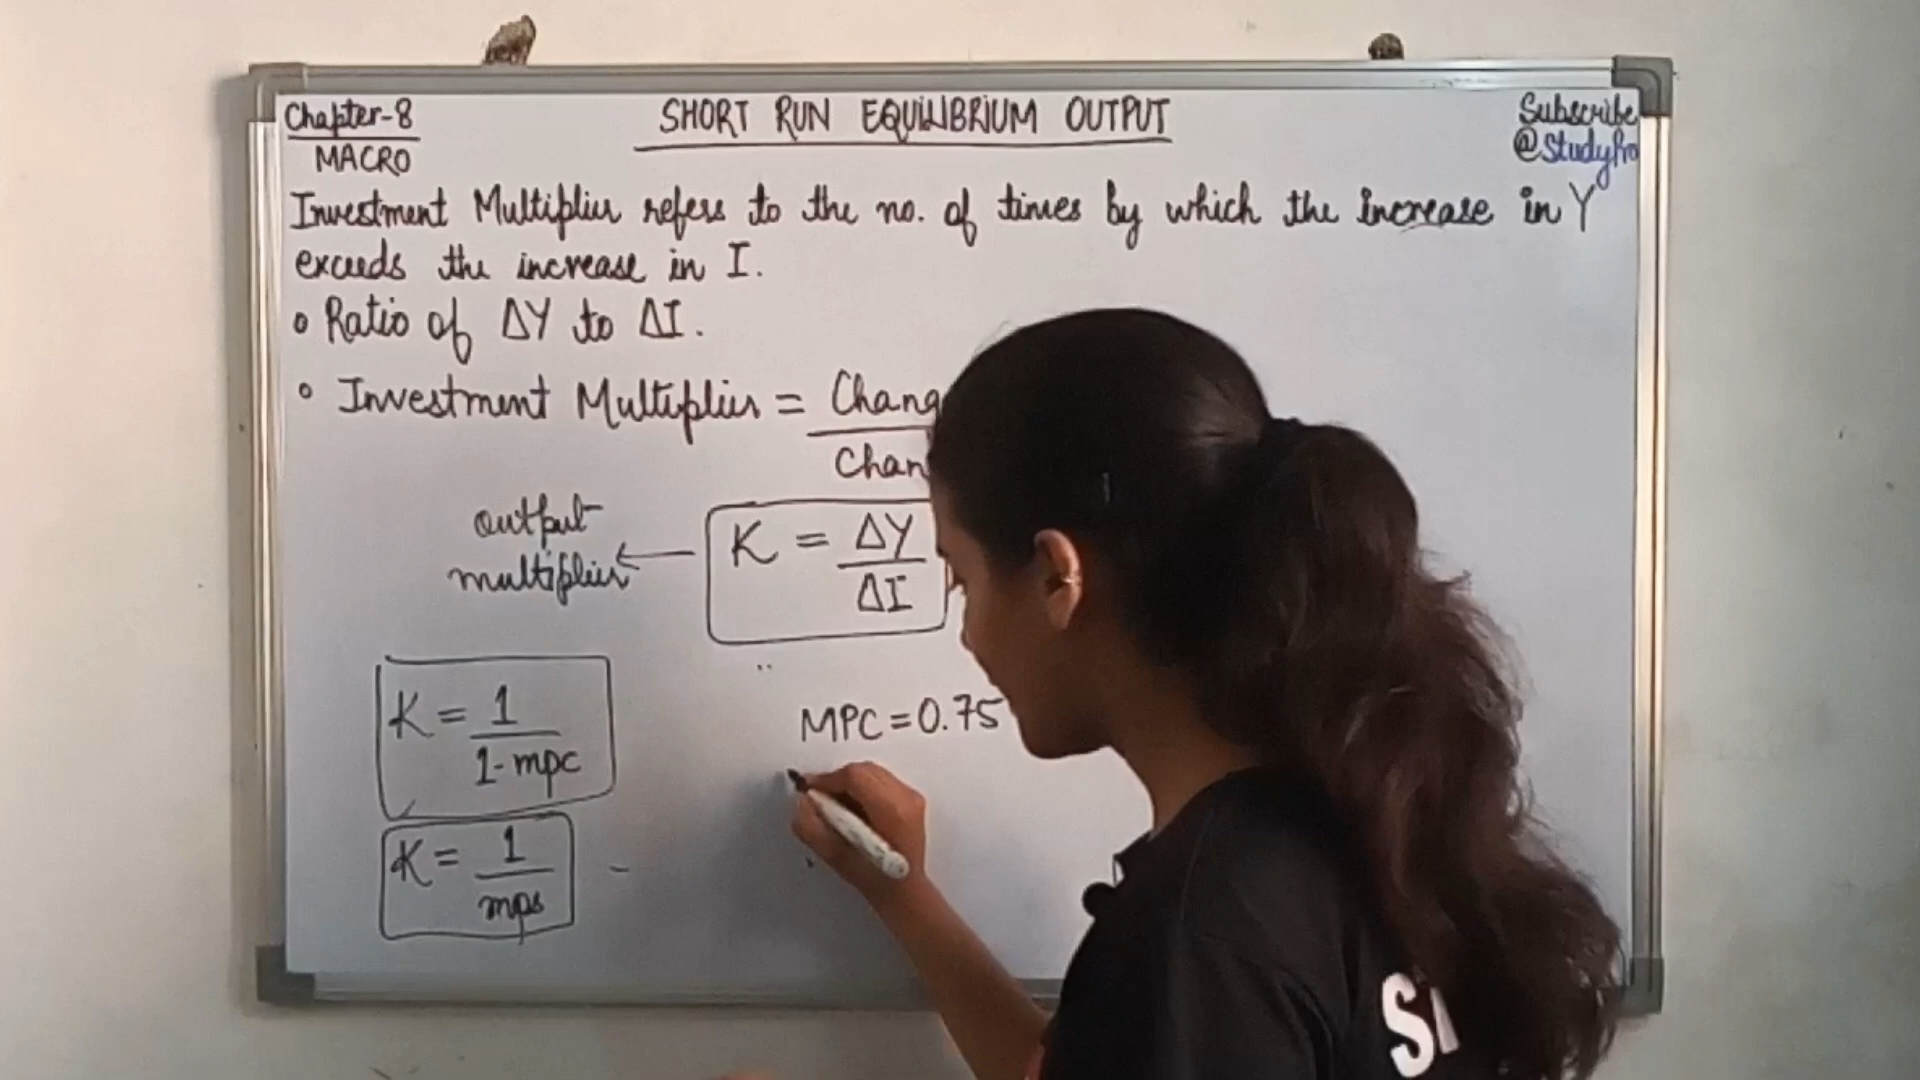 Chapter-8
MACRO
SHORT RUN EQUILIBRIUM OUTPUT
Subscribe
@StudyPro
Investment Multiplier refers to the no. of times by which the increase in Y
exceeds the increase in I.
• Ratio of ΔY to ΔI.
• Investment Multiplier =
K = ΔY
ΔI
output
multiplier
K = 1
1-mpc
MPC = 0.75
K = 1
mps